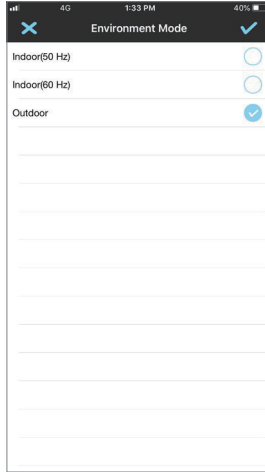 4G 1:33 PM 40%
Environment Mode
Indoor(50 Hz)
Indoor(60 Hz)
Outdoor